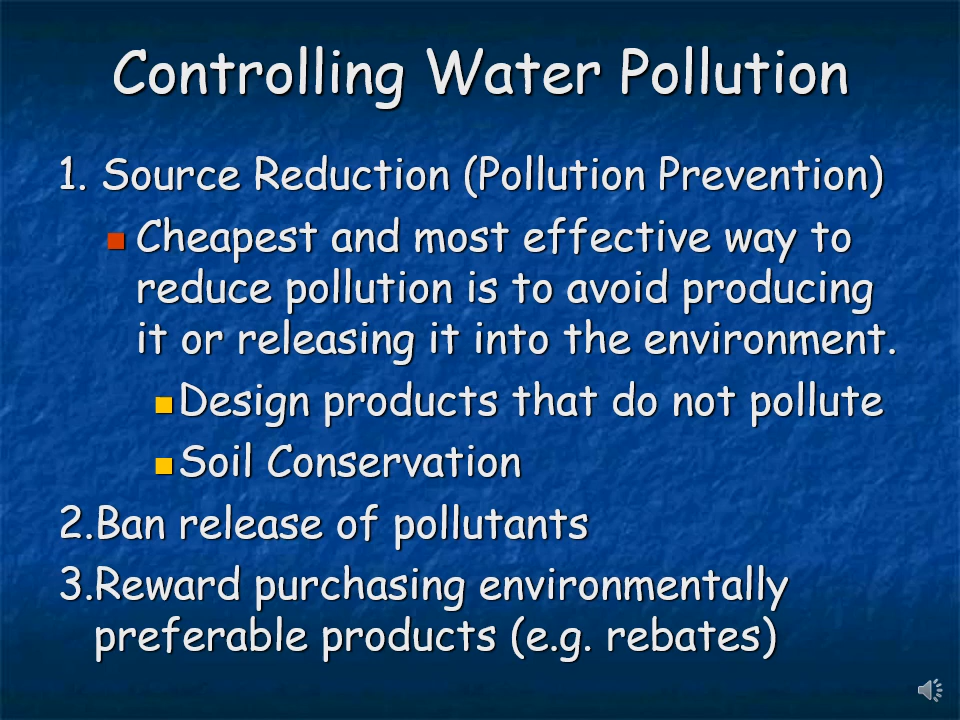 Controlling Water Pollution
1. Source Reduction (Pollution Prevention)
Cheapest and most effective way to
reduce pollution is to avoid producing
it or releasing it into the environment.
Design products that do not pollute
Soil Conservation
2.Ban release of pollutants
3.Reward purchasing environmentally
preferable products (e.g. rebates)